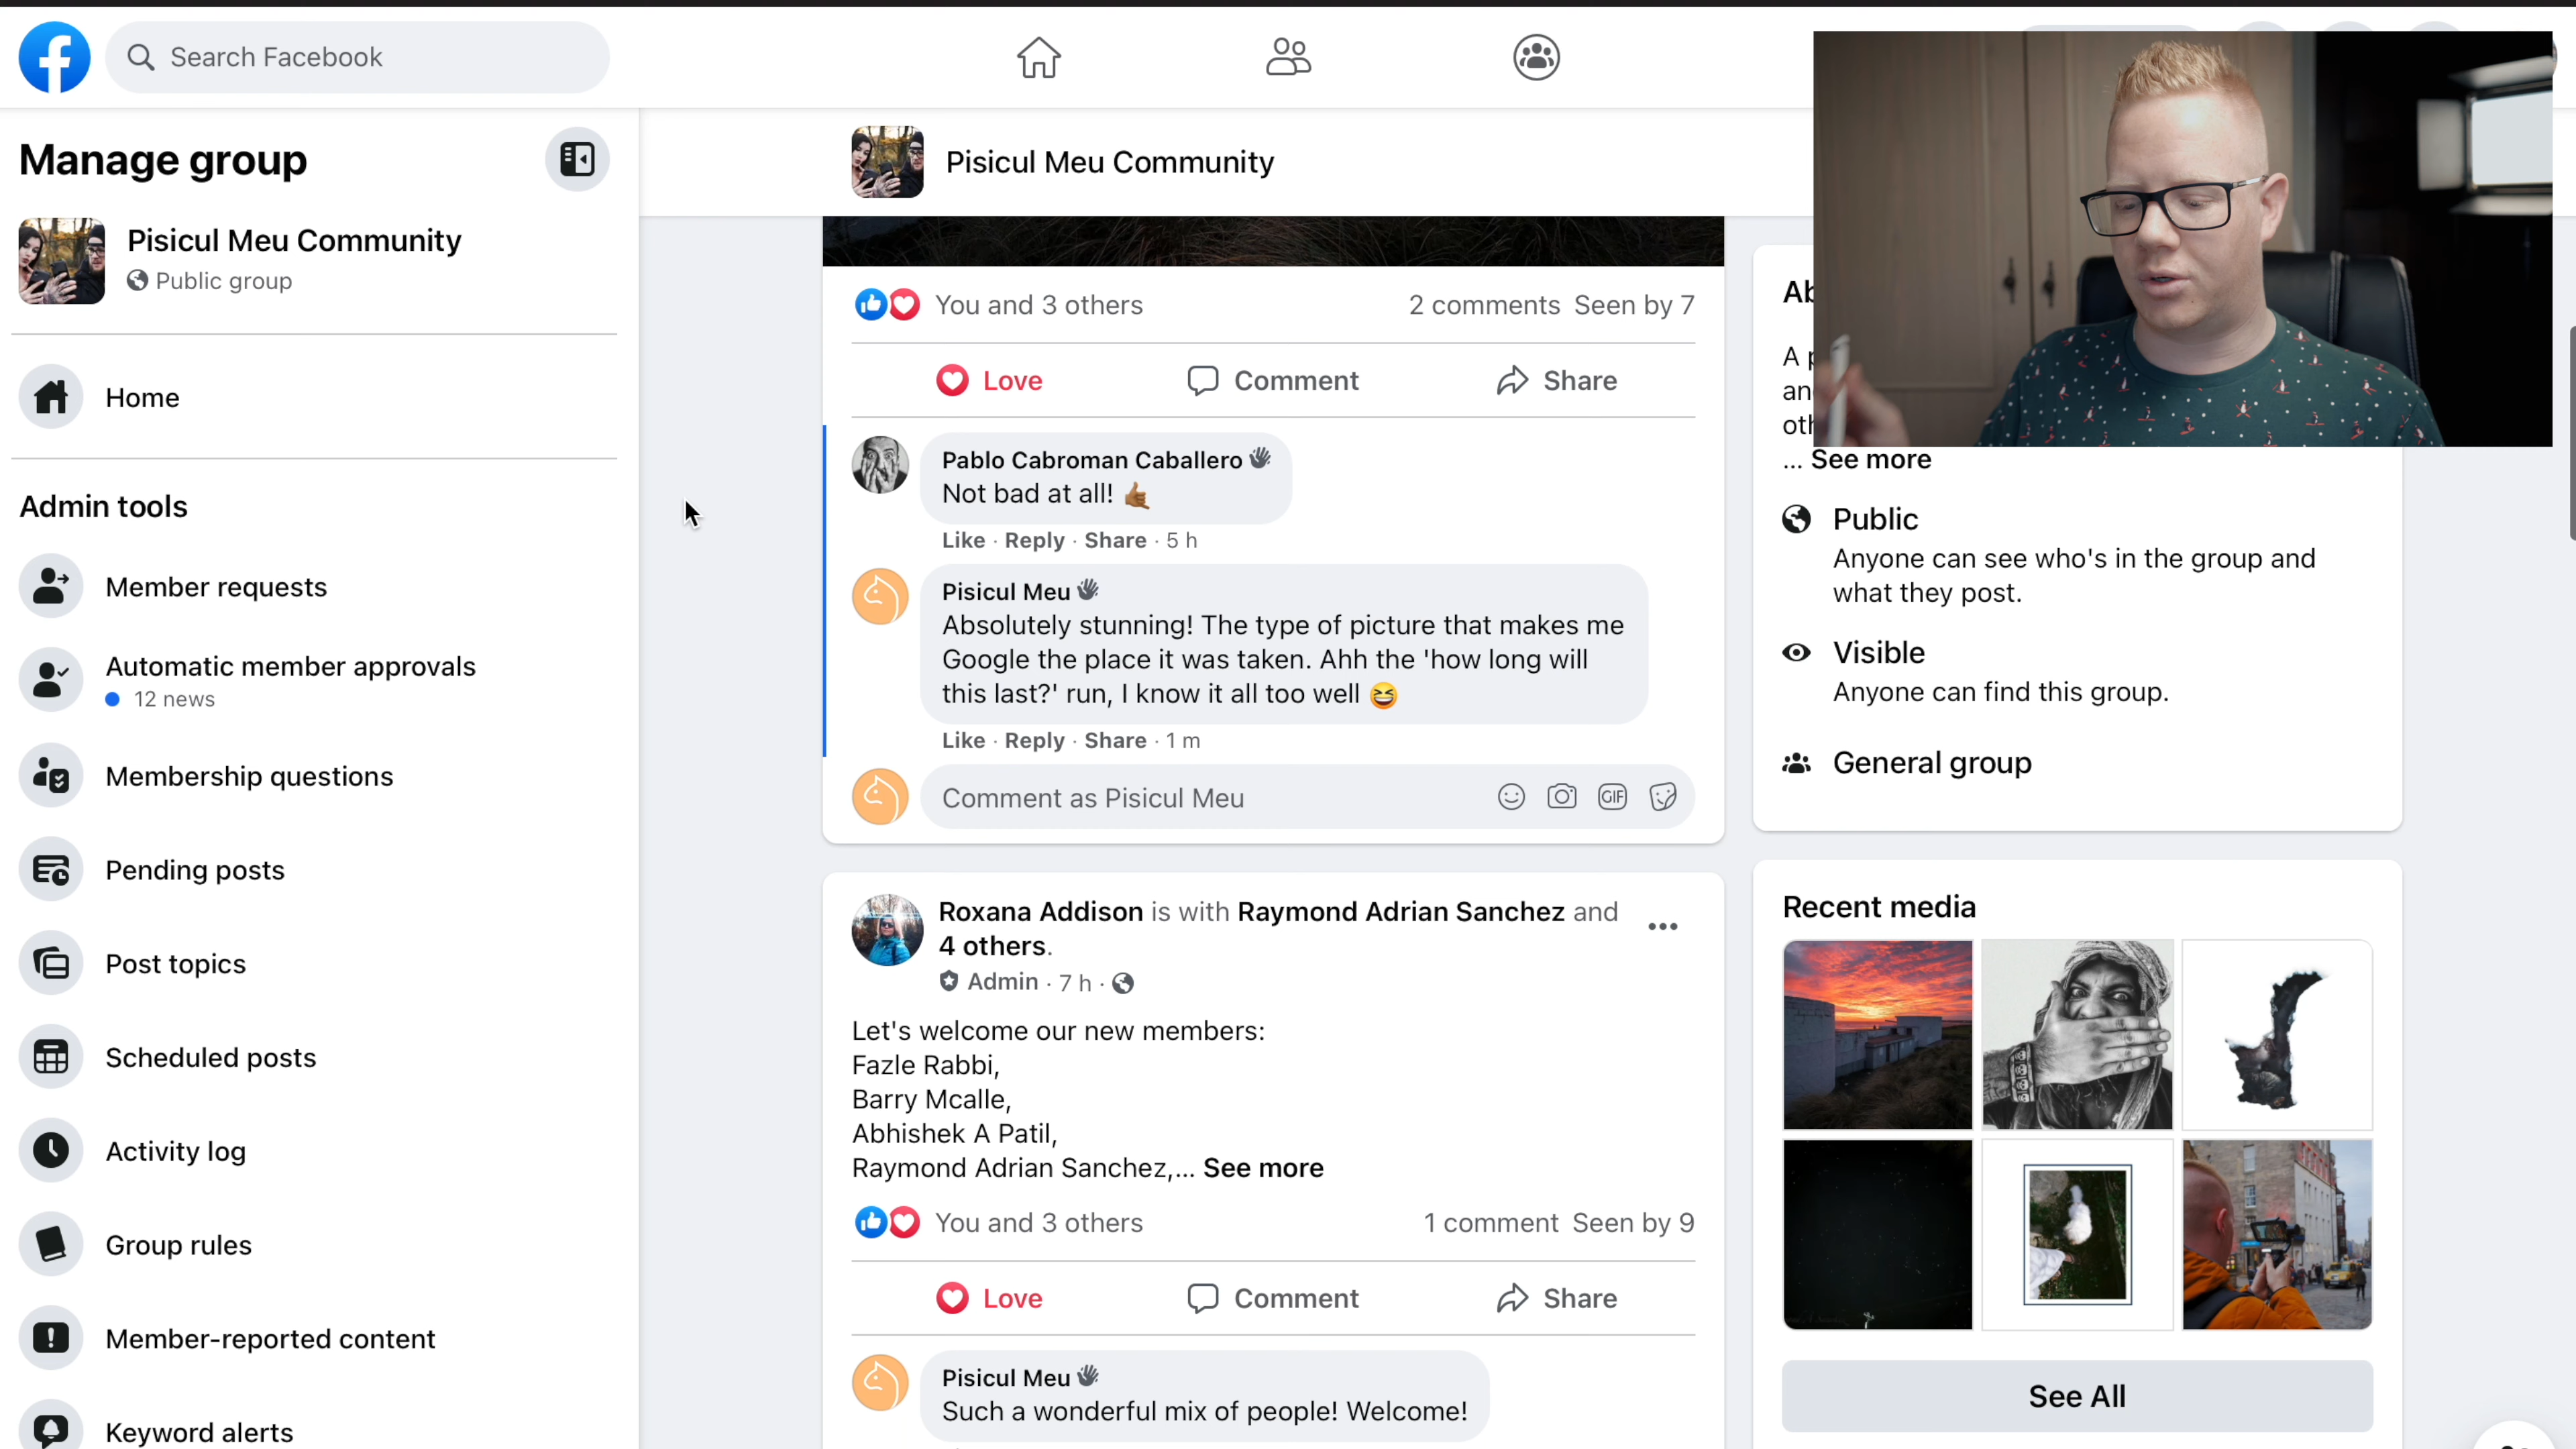 Search Facebook
Manage group
Pisicul Meu Community
Public group
Home
Admin tools
Member requests
Automatic member approvals
12 news
Membership questions
Pending posts
Post topics
Scheduled posts
Activity log
Group rules
Member-reported content
Keyword alerts
Pisicul Meu Community
You and 3 others 2 comments Seen by 7
Love Comment Share
Pablo Cabroman Caballero
Not bad at all! 🤙🏾
Like · Reply · Share · 5 h
Pisicul Meu
Absolutely stunning! The type of picture that makes me
Google the place it was taken. Ahh the 'how long will
this last?' run, I know it all too well 😆
Like · Reply · Share · 1 m
Comment as Pisicul Meu
GIF
Roxana Addison is with Raymond Adrian Sanchez and
4 others.
Admin · 7 h ·
Let's welcome our new members:
Fazle Rabbi,
Barry Mcalle,
Abhishek A Patil,
Raymond Adrian Sanchez,... See more
You and 3 others 1 comment Seen by 9
Love Comment Share
Pisicul Meu
Such a wonderful mix of people! Welcome!
A
... See more
Public
Anyone can see who's in the group and
what they post.
Visible
Anyone can find this group.
General group
Recent media
See All